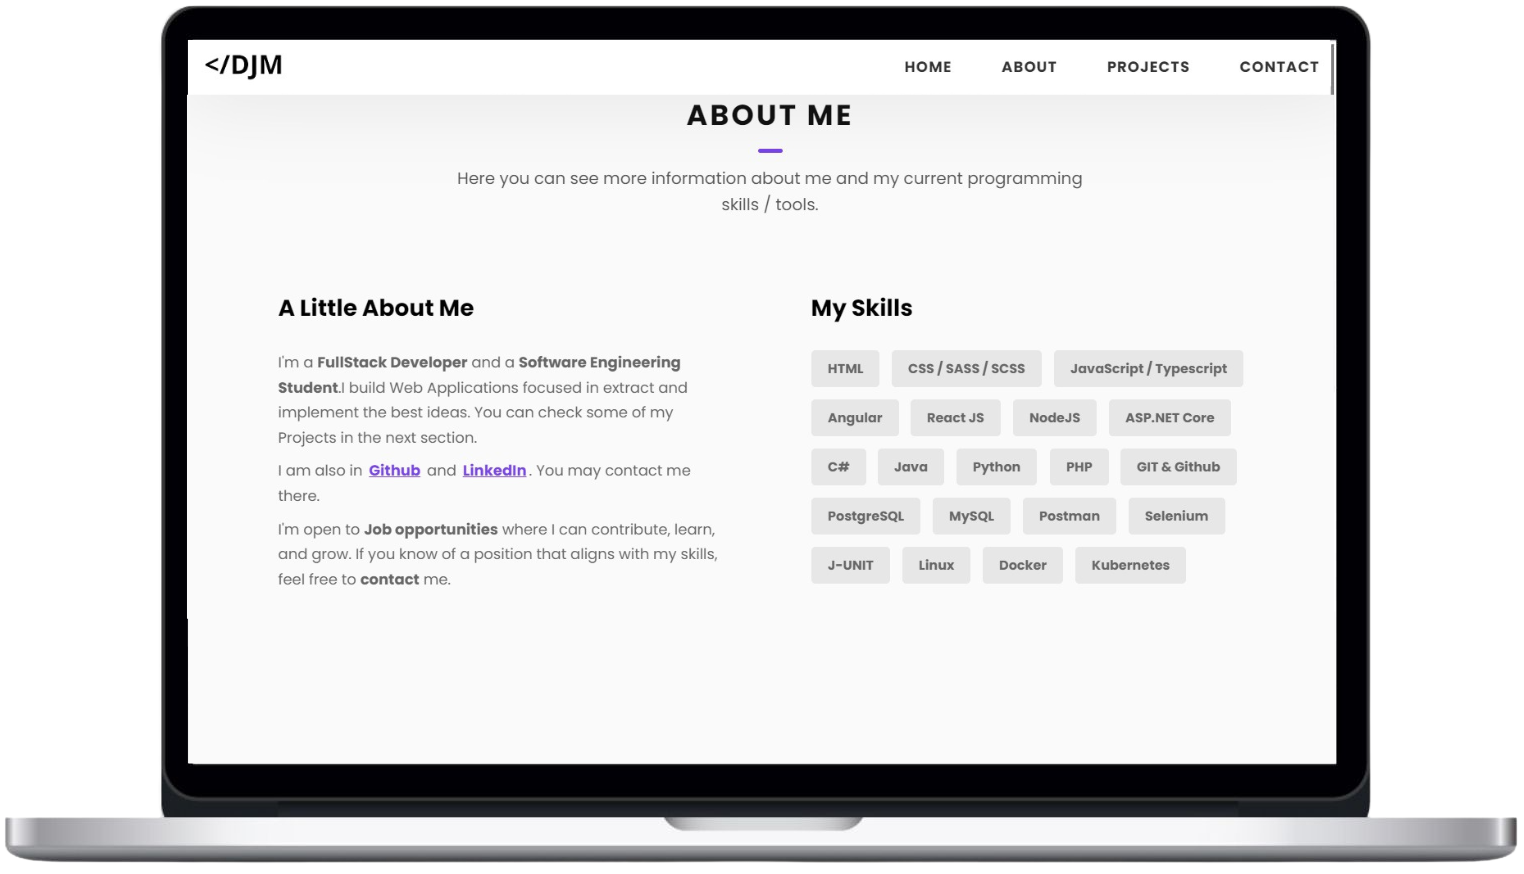 </DJM
HOME ABOUT PROJECTS CONTACT
ABOUT ME
Here you can see more information about me and my current programming
skills / tools.
A Little About Me
I'm a FullStack Developer and a Software Engineering
Student.I build Web Applications focused in extract and
implement the best ideas. You can check some of my
Projects in the next section.
I am also in Github and LinkedIn . You may contact me
there.
I'm open to Job opportunities where I can contribute, learn,
and grow. If you know of a position that aligns with my skills,
feel free to contact me.
My Skills
HTML CSS / SASS / SCSS JavaScript / Typescript
Angular React JS NodeJS ASP.NET Core
C# Java Python PHP GIT & Github
PostgreSQL MySQL Postman Selenium
J-UNIT Linux Docker Kubernetes